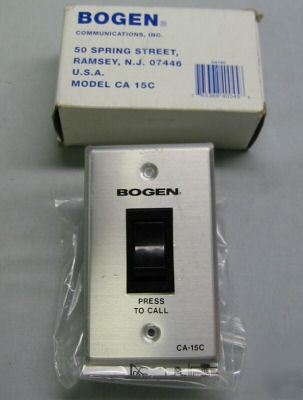 BOGEN®
COMMUNICATIONS, INC.
50 SPRING STREET,
RAMSEY, N.J. 07446
U.S.A.
MODEL CA 15C
BOGEN®
PRESS
TO CALL
CA-15C